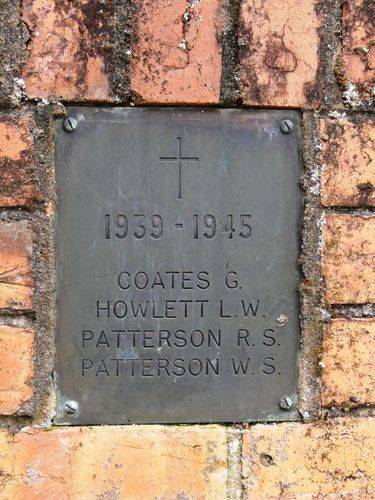 1939 - 1945
COATES G.
HOWLETT L.W.
PATTERSON R.S.
PATTERSON W.S.